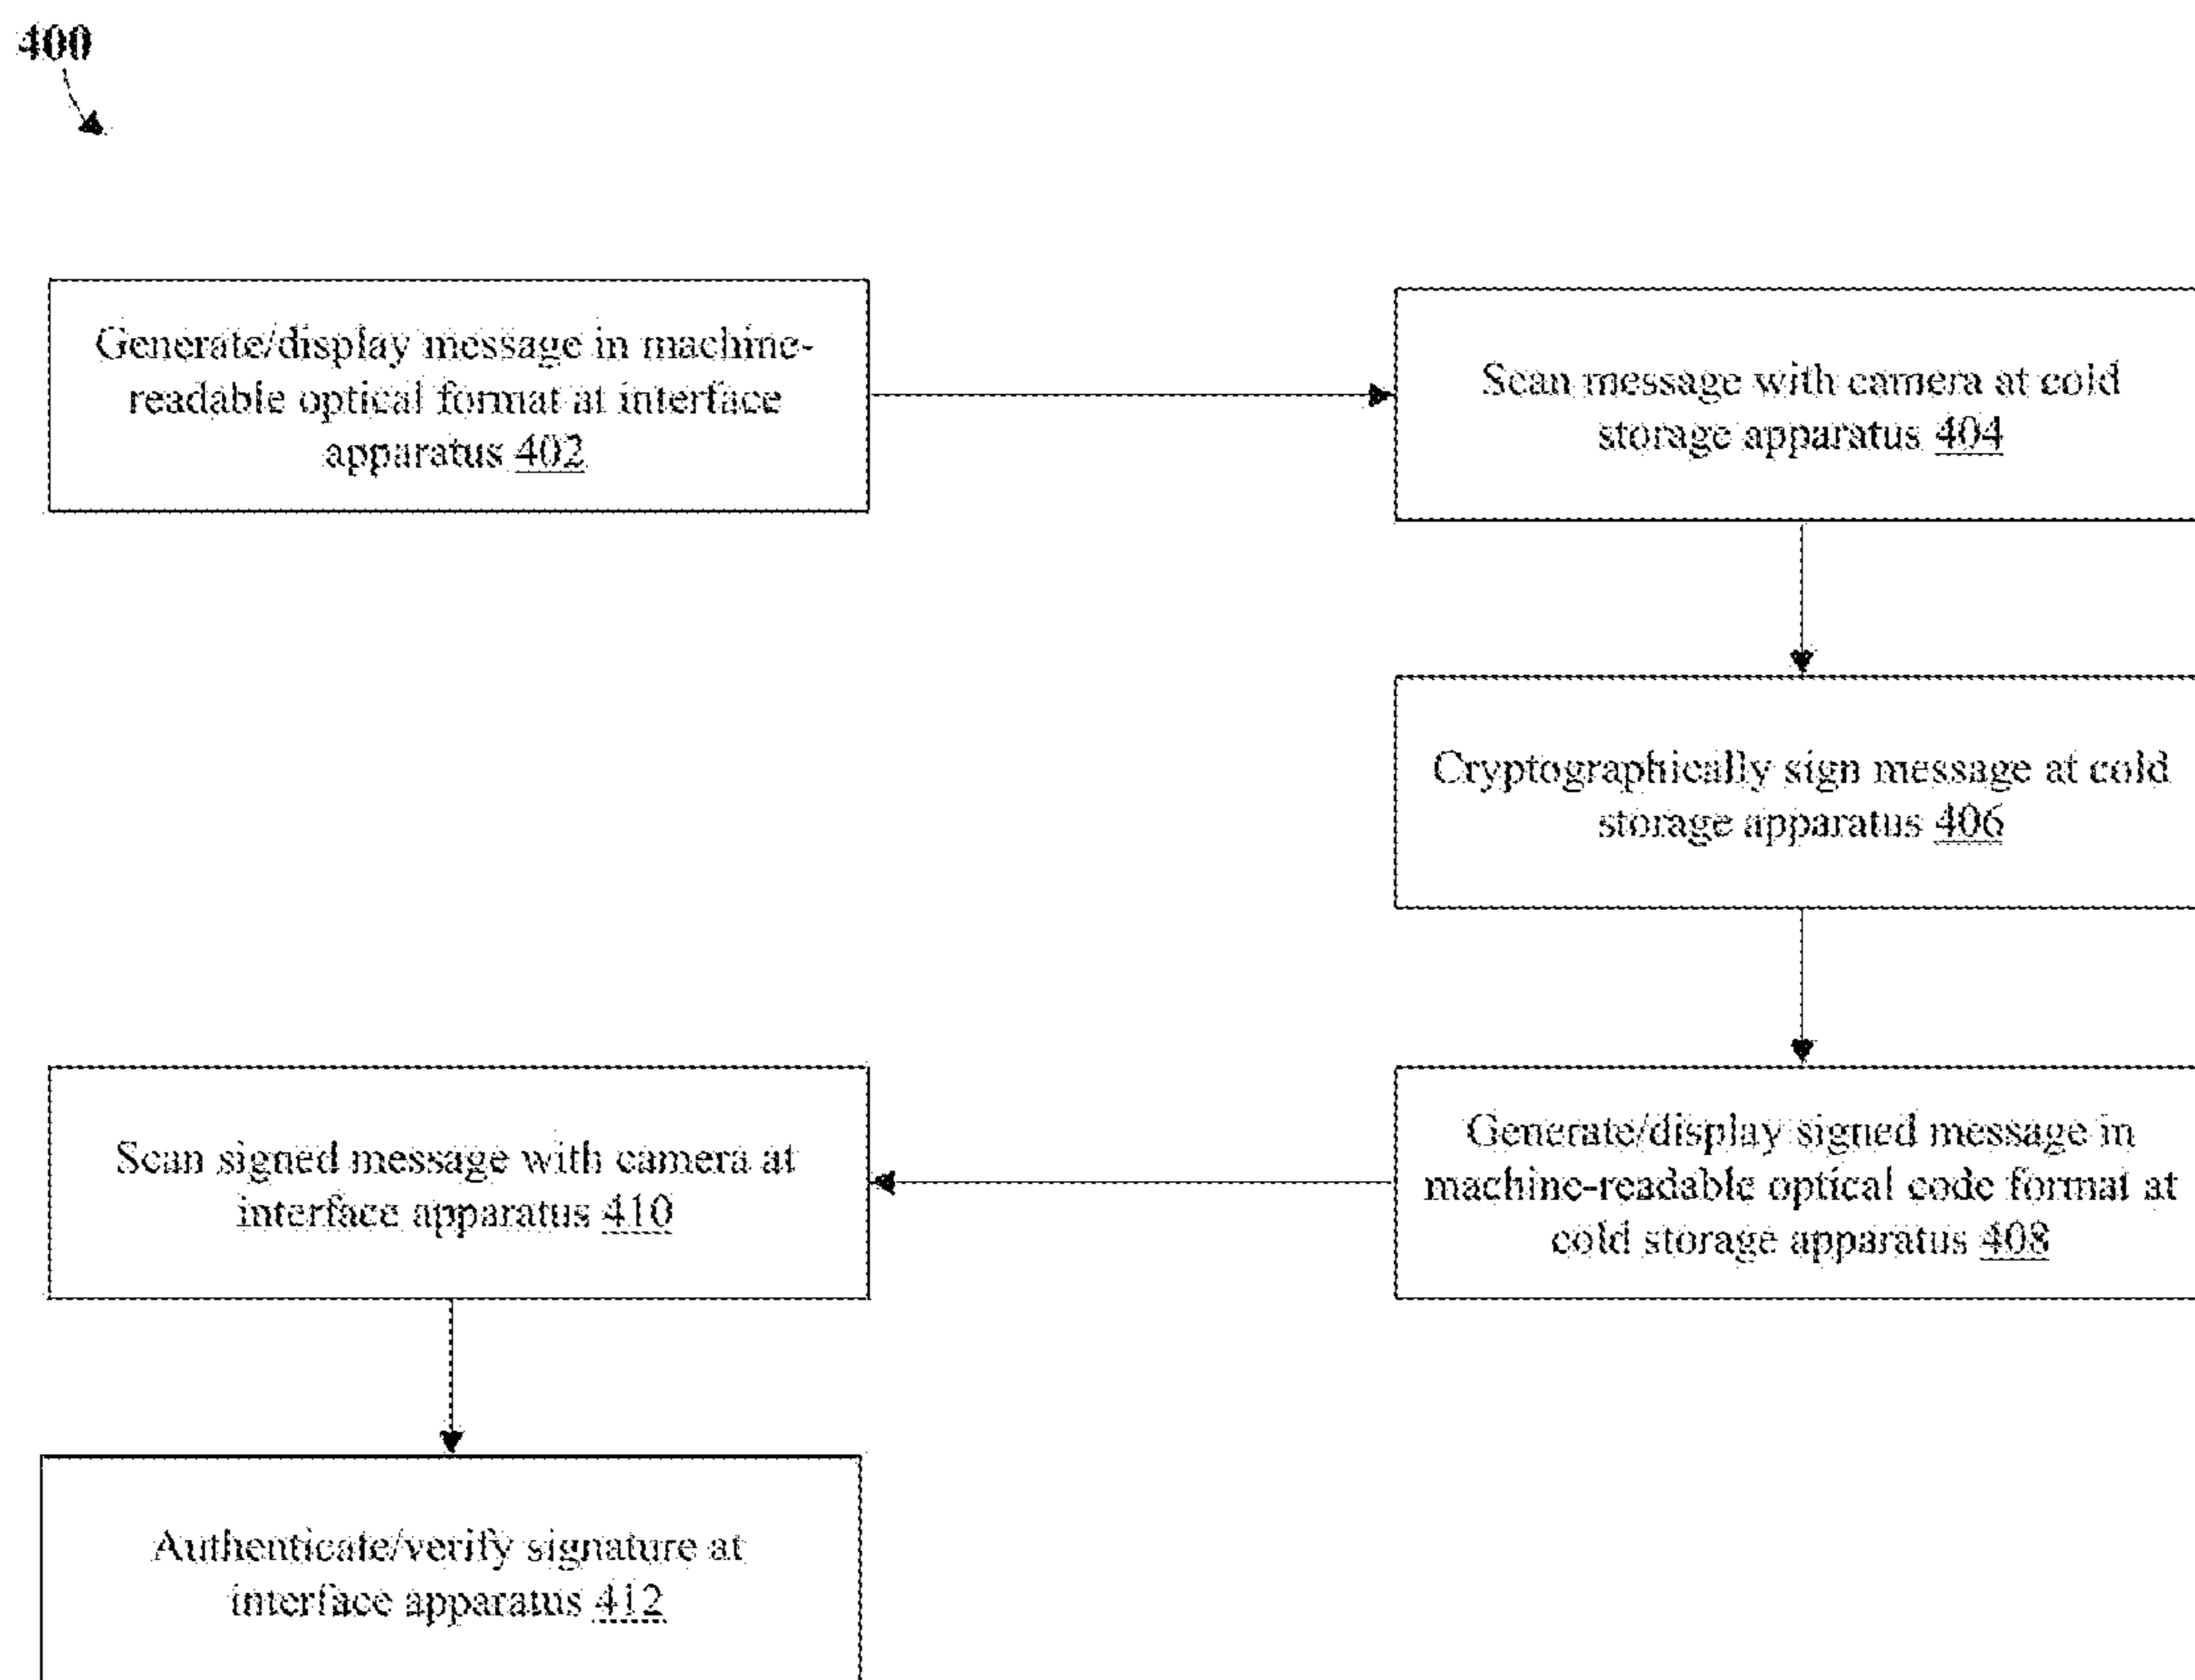 400
Generate/display message in machine-
readable optical format at interface
apparatus 402
Scan message with camera at cold
storage apparatus 404
Cryptographically sign message at cold
storage apparatus 406
Generate/display signed message in
machine-readable optical code format at
cold storage apparatus 408
Scan signed message with camera at
interface apparatus 410
Authenticate/verify signature at
interface apparatus 412